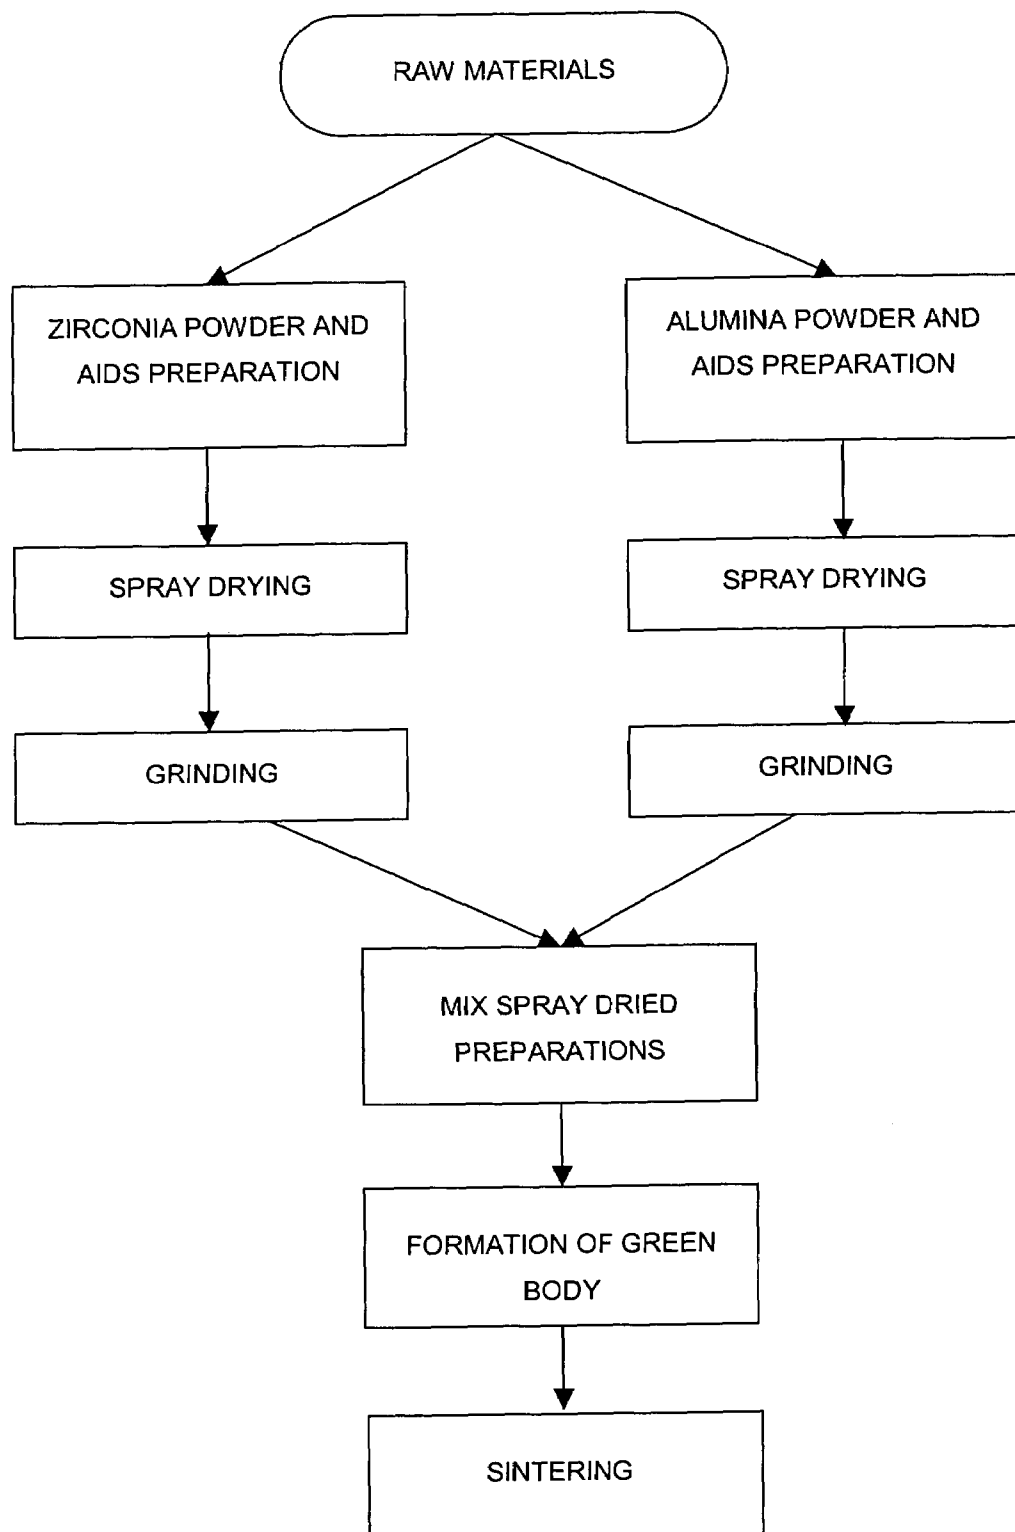 RAW MATERIALS
ZIRCONIA POWDER AND
AIDS PREPARATION
ALUMINA POWDER AND
AIDS PREPARATION
SPRAY DRYING
SPRAY DRYING
GRINDING
GRINDING
MIX SPRAY DRIED
PREPARATIONS
FORMATION OF GREEN
BODY
SINTERING